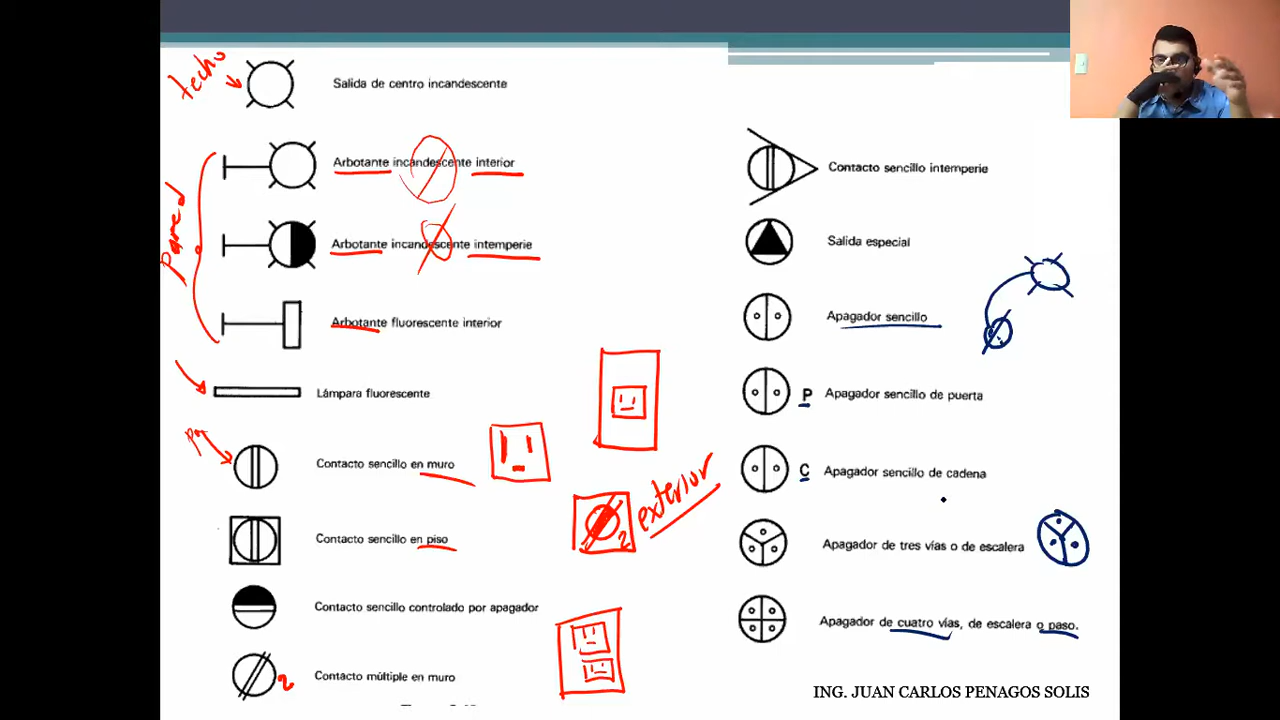 techo
Salida de centro incandescente
pared
Arbotante incandescente interior
Arbotante incandescente intemperie
Arbotante fluorescente interior
Lámpara fluorescente
Contacto sencillo en muro
Contacto sencillo en piso
Contacto sencillo controlado por apagador
2
Contacto múltiple en muro
2
exterior
Contacto sencillo intemperie
Salida especial
Apagador sencillo
P Apagador sencillo de puerta
C Apagador sencillo de cadena
Apagador de tres vías o de escalera
Apagador de cuatro vías, de escalera o paso.
ING. JUAN CARLOS PENAGOS SOLIS